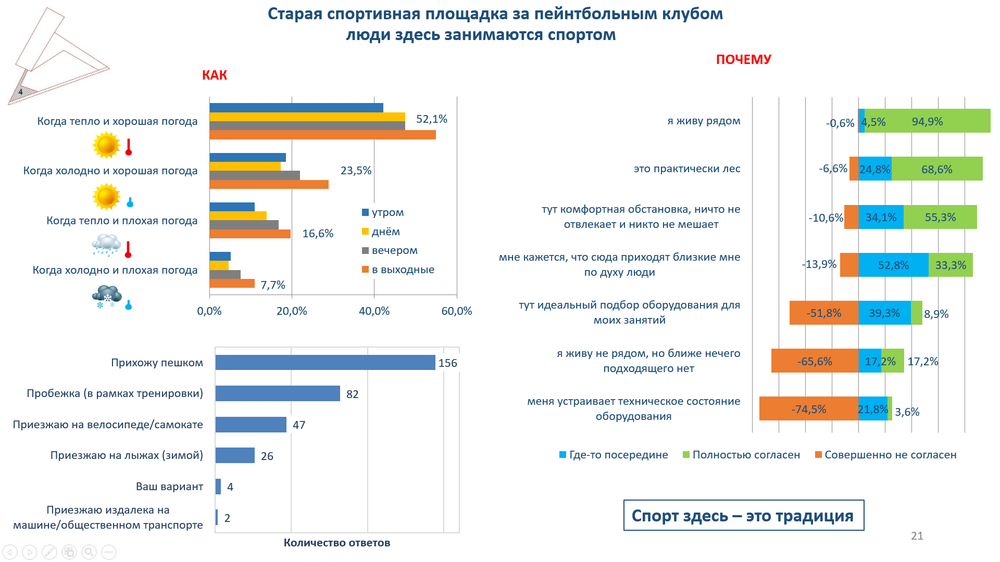 Старая спортивная площадка за пейнтбольным клубом
люди здесь занимаются спортом
4
КАК
Когда тепло и хорошая погода
52,1%
Когда холодно и хорошая погода
23,5%
Когда тепло и плохая погода
16,6%
Когда холодно и плохая погода
7,7%
утром
днём
вечером
в выходные
0,0% 20,0% 40,0% 60,0%
Прихожу пешком
156
Пробежка (в рамках тренировки)
82
Приезжаю на велосипеде/самокате
47
Приезжаю на лыжах (зимой)
26
Ваш вариант
4
Приезжаю издалека на
машине/общественном транспорте
2
Количество ответов
ПОЧЕМУ
я живу рядом
-0,6% 4,5% 94,9%
это практически лес
-6,6% 24,8% 68,6%
тут комфортная обстановка, ничто не
отвлекает и никто не мешает
-10,6% 34,1% 55,3%
мне кажется, что сюда приходят близкие мне
по духу люди
-13,9% 52,8% 33,3%
тут идеальный подбор оборудования для
моих занятий
-51,8% 39,3% 8,9%
я живу не рядом, но ближе нечего
подходящего нет
-65,6% 17,2% 17,2%
меня устраивает техническое состояние
оборудования
-74,5% 21,8% 3,6%
Где-то посередине Полностью согласен Совершенно не согласен
Спорт здесь – это традиция
21